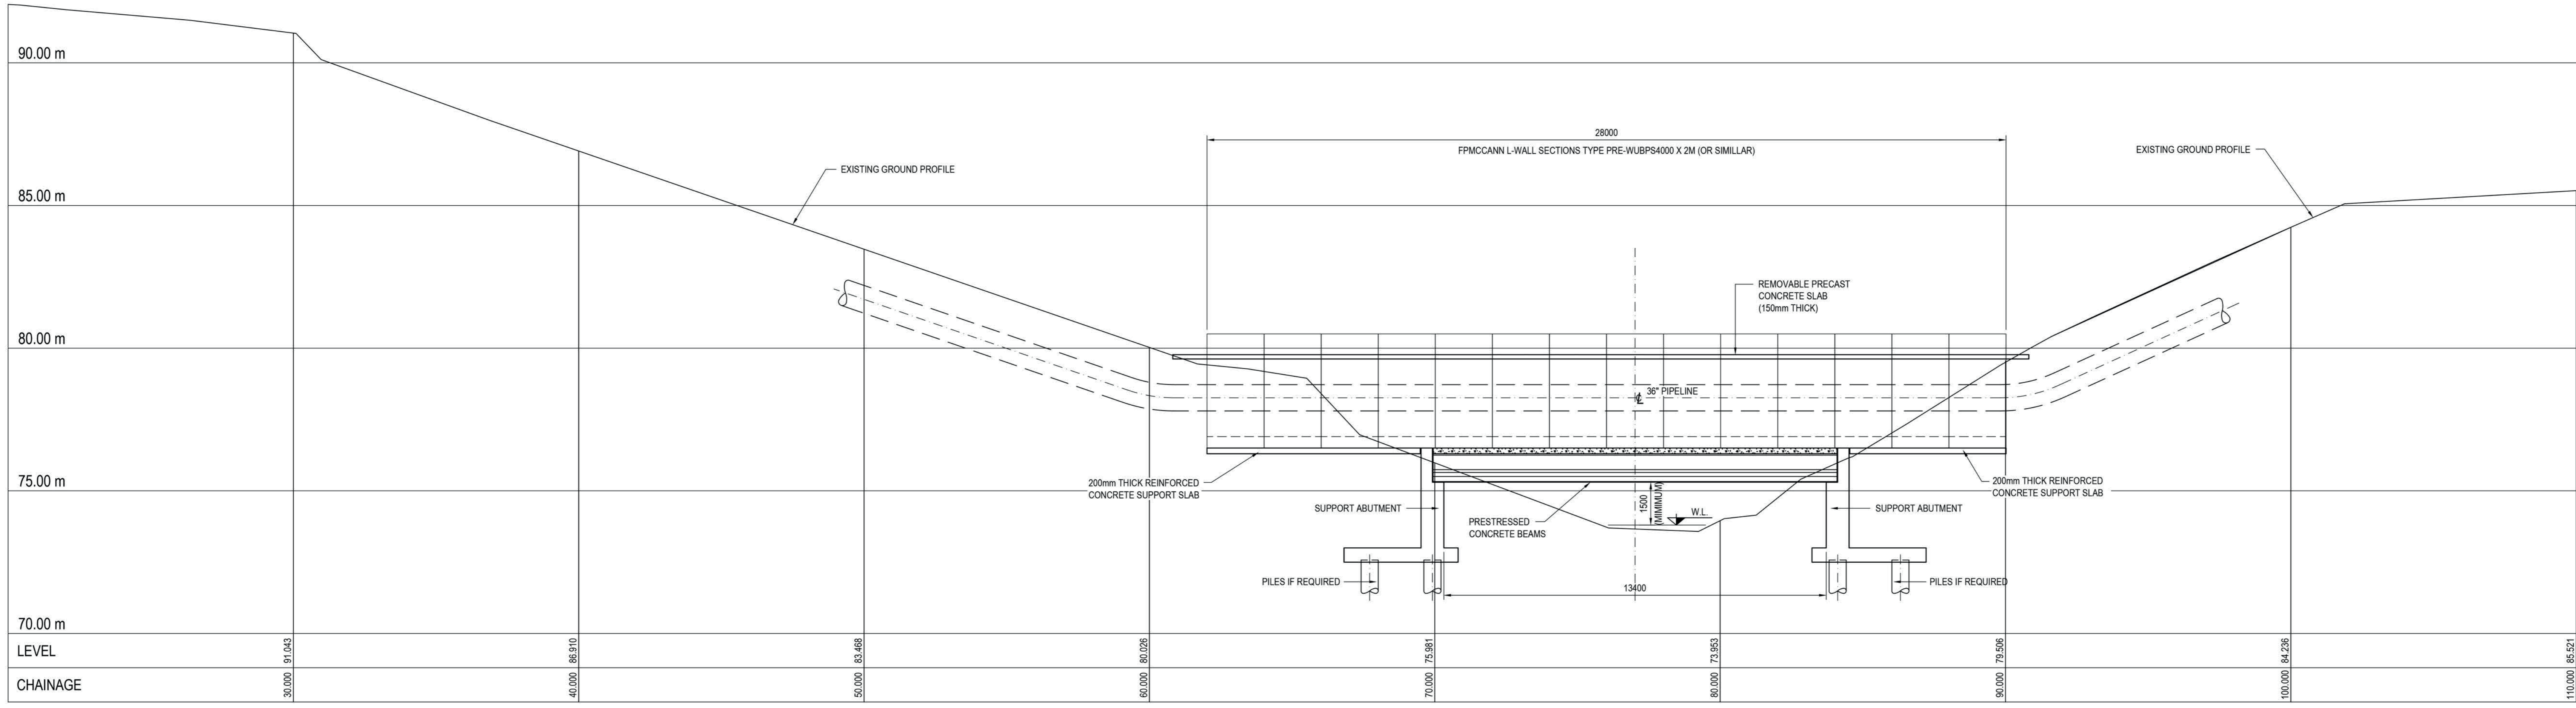 90.00 m
85.00 m
80.00 m
75.00 m
70.00 m
28000
FPMCCANN L-WALL SECTIONS TYPE PRE-WUBPS4000 X 2M (OR SIMILLAR)
EXISTING GROUND PROFILE
EXISTING GROUND PROFILE
REMOVABLE PRECAST
CONCRETE SLAB
(150mm THICK)
36" PIPELINE
200mm THICK REINFORCED
CONCRETE SUPPORT SLAB
200mm THICK REINFORCED
CONCRETE SUPPORT SLAB
SUPPORT ABUTMENT
PRESTRESSED
CONCRETE BEAMS
1500
(MIMIMUM)
W.L.
SUPPORT ABUTMENT
PILES IF REQUIRED
13400
PILES IF REQUIRED
LEVEL
91.043
86.910
83.468
80.026
75.981
73.953
79.506
84.236
85.521
CHAINAGE
30.000
40.000
50.000
60.000
70.000
80.000
90.000
100.000
110.000